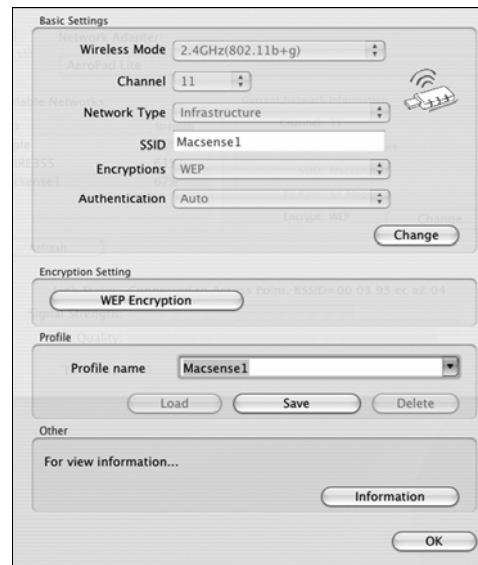 Basic Settings
Wireless Mode 2.4GHz(802.11b+g)
Channel 11
Network Type Infrastructure
SSID Macsense1
Encryptions WEP
Authentication Auto
Change
Encryption Setting
WEP Encryption
Profile
Profile name Macsense1
Load Save Delete
Other
For view information...
Information
OK